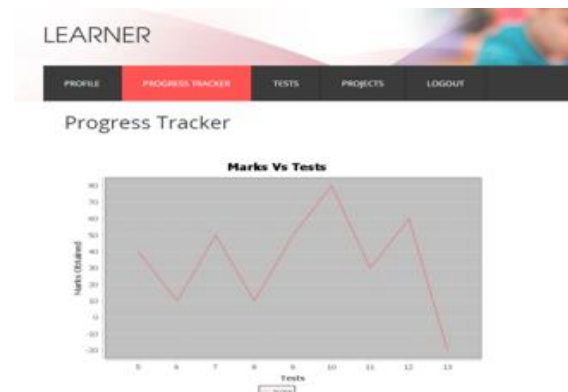 LEARNER
PROFILE PROGRESS TRACKER TESTS PROJECTS LOGOUT
Progress Tracker
Marks Vs Tests
80
70
60
50
40
30
20
10
0
-10
-20
Marks Obtained
5 6 7 8 9 10 11 12 13
Tests